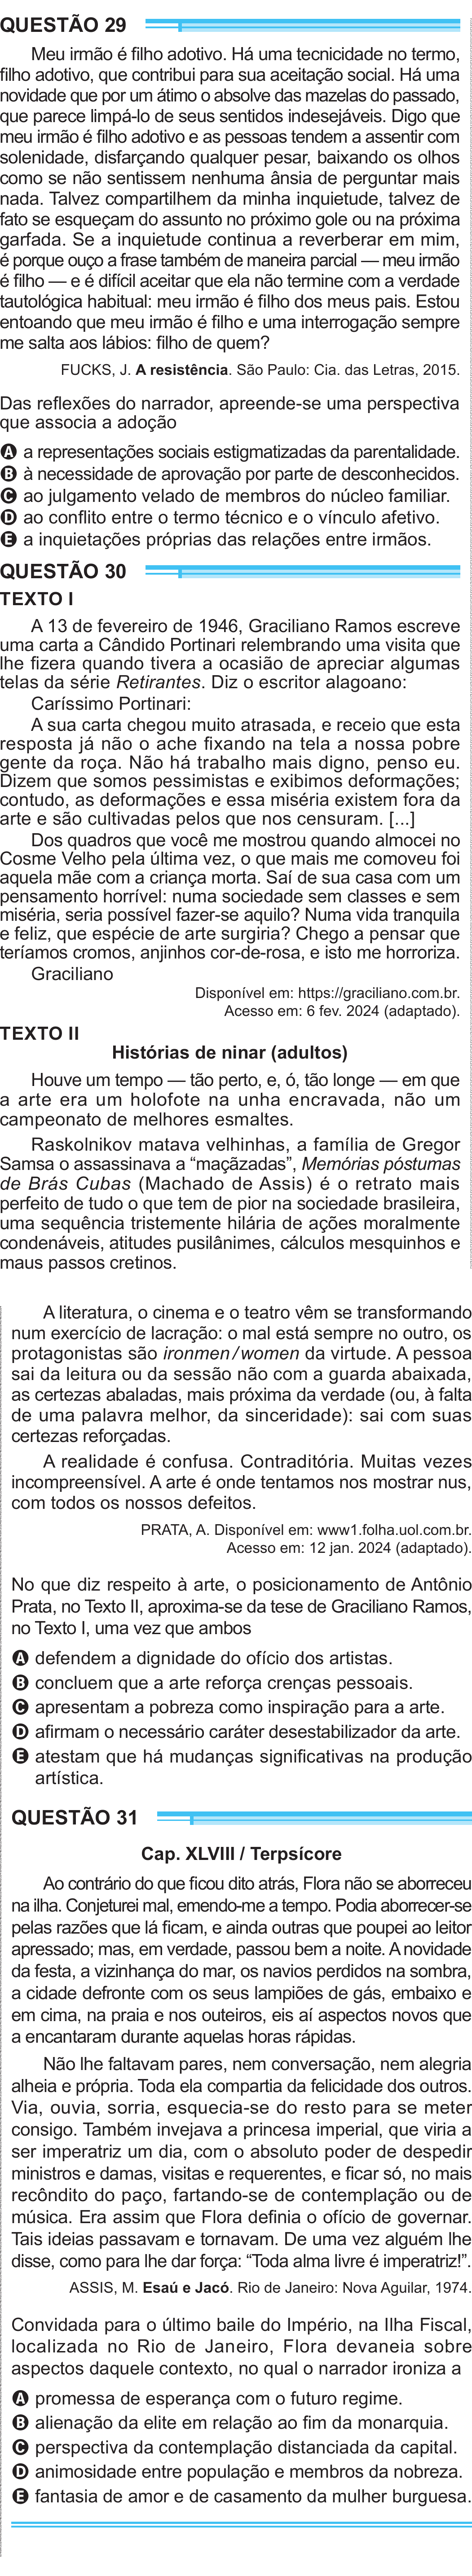 QUESTÃO 29
Meu irmão é filho adotivo. Há uma tecnicidade no termo,
filho adotivo, que contribui para sua aceitação social. Há uma
novidade que por um átimo o absolve das mazelas do passado,
que parece limpá-lo de seus sentidos indesejáveis. Digo que
meu irmão é filho adotivo e as pessoas tendem a assentir com
solenidade, disfarçando qualquer pesar, baixando os olhos
como se não sentissem nenhuma ânsia de perguntar mais
nada. Talvez compartilhem da minha inquietude, talvez de
fato se esqueçam do assunto no próximo gole ou na próxima
garfada. Se a inquietude continua a reverberar em mim,
é porque ouço a frase também de maneira parcial — meu irmão
é filho — e é difícil aceitar que ela não termine com a verdade
tautológica habitual: meu irmão é filho dos meus pais. Estou
entoando que meu irmão é filho e uma interrogação sempre
me salta aos lábios: filho de quem?
FUCKS, J. A resistência. São Paulo: Cia. das Letras, 2015.
Das reflexões do narrador, apreende-se uma perspectiva
que associa a adoção
A a representações sociais estigmatizadas da parentalidade.
B à necessidade de aprovação por parte de desconhecidos.
C ao julgamento velado de membros do núcleo familiar.
D ao conflito entre o termo técnico e o vínculo afetivo.
E a inquietações próprias das relações entre irmãos.
QUESTÃO 30
TEXTO I
A 13 de fevereiro de 1946, Graciliano Ramos escreve
uma carta a Cândido Portinari relembrando uma visita que
lhe fizera quando tivera a ocasião de apreciar algumas
telas da série Retirantes. Diz o escritor alagoano:
Caríssimo Portinari:
A sua carta chegou muito atrasada, e receio que esta
resposta já não o ache fixando na tela a nossa pobre
gente da roça. Não há trabalho mais digno, penso eu.
Dizem que somos pessimistas e exibimos deformações;
contudo, as deformações e essa miséria existem fora da
arte e são cultivadas pelos que nos censuram. [...]
Dos quadros que você me mostrou quando almocei no
Cosme Velho pela última vez, o que mais me comoveu foi
aquela mãe com a criança morta. Saí de sua casa com um
pensamento horrível: numa sociedade sem classes e sem
miséria, seria possível fazer-se aquilo? Numa vida tranquila
e feliz, que espécie de arte surgiria? Chego a pensar que
teríamos cromos, anjinhos cor-de-rosa, e isto me horroriza.
Graciliano
Disponível em: https://graciliano.com.br.
Acesso em: 6 fev. 2024 (adaptado).
TEXTO II
Histórias de ninar (adultos)
Houve um tempo — tão perto, e, ó, tão longe — em que
a arte era um holofote na unha encravada, não um
campeonato de melhores esmaltes.
Raskolnikov matava velhinhas, a família de Gregor
Samsa o assassinava a “maçãzadas”, Memórias póstumas
de Brás Cubas (Machado de Assis) é o retrato mais
perfeito de tudo o que tem de pior na sociedade brasileira,
uma sequência tristemente hilária de ações moralmente
condenáveis, atitudes pusilânimes, cálculos mesquinhos e
maus passos cretinos.
A literatura, o cinema e o teatro vêm se transformando
num exercício de lacração: o mal está sempre no outro, os
protagonistas são ironmen/women da virtude. A pessoa
sai da leitura ou da sessão não com a guarda abaixada,
as certezas abaladas, mais próxima da verdade (ou, à falta
de uma palavra melhor, da sinceridade): sai com suas
certezas reforçadas.
A realidade é confusa. Contraditória. Muitas vezes
incompreensível. A arte é onde tentamos nos mostrar nus,
com todos os nossos defeitos.
PRATA, A. Disponível em: www1.folha.uol.com.br.
Acesso em: 12 jan. 2024 (adaptado).
No que diz respeito à arte, o posicionamento de Antônio
Prata, no Texto II, aproxima-se da tese de Graciliano Ramos,
no Texto I, uma vez que ambos
A defendem a dignidade do ofício dos artistas.
B concluem que a arte reforça crenças pessoais.
C apresentam a pobreza como inspiração para a arte.
D afirmam o necessário caráter desestabilizador da arte.
E atestam que há mudanças significativas na produção
artística.
QUESTÃO 31
Cap. XLVIII / Terpsícore
Ao contrário do que ficou dito atrás, Flora não se aborreceu
na ilha. Conjeturei mal, emendo-me a tempo. Podia aborrecer-se
pelas razões que lá ficam, e ainda outras que poupei ao leitor
apressado; mas, em verdade, passou bem a noite. A novidade
da festa, a vizinhança do mar, os navios perdidos na sombra,
a cidade defronte com os seus lampiões de gás, embaixo e
em cima, na praia e nos outeiros, eis aí aspectos novos que
a encantaram durante aquelas horas rápidas.
Não lhe faltavam pares, nem conversação, nem alegria
alheia e própria. Toda ela compartia da felicidade dos outros.
Via, ouvia, sorria, esquecia-se do resto para se meter
consigo. Também invejava a princesa imperial, que viria a
ser imperatriz um dia, com o absoluto poder de despedir
ministros e damas, visitas e requerentes, e ficar só, no mais
recôndito do paço, fartando-se de contemplação ou de
música. Era assim que Flora definia o ofício de governar.
Tais ideias passavam e tornavam. De uma vez alguém lhe
disse, como para lhe dar força: “Toda alma livre é imperatriz!”.
ASSIS, M. Esaú e Jacó. Rio de Janeiro: Nova Aguilar, 1974.
Convidada para o último baile do Império, na Ilha Fiscal,
localizada no Rio de Janeiro, Flora devaneia sobre
aspectos daquele contexto, no qual o narrador ironiza a
A promessa de esperança com o futuro regime.
B alienação da elite em relação ao fim da monarquia.
C perspectiva da contemplação distanciada da capital.
D animosidade entre população e membros da nobreza.
E fantasia de amor e de casamento da mulher burguesa.